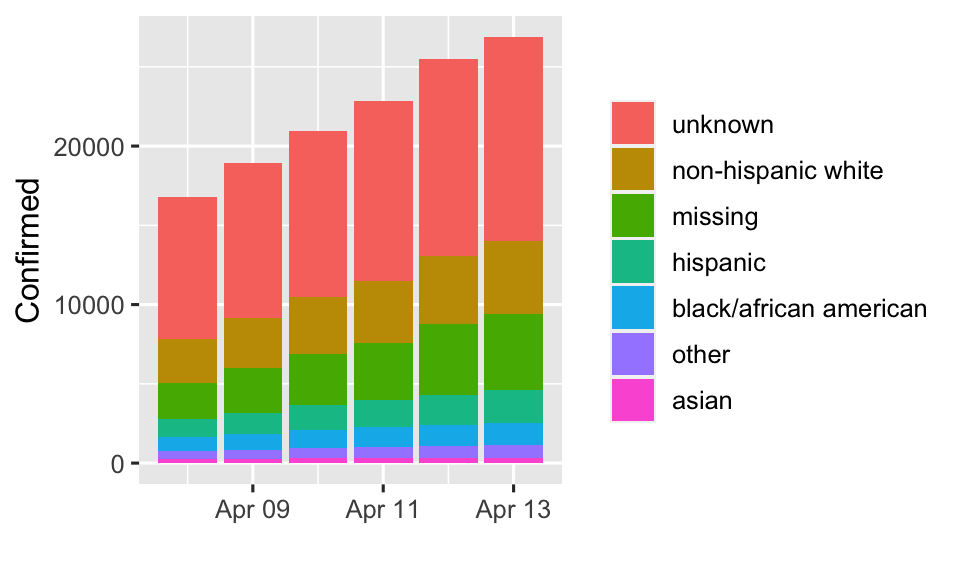 Confirmed
20000
10000
0
Apr 09
Apr 11
Apr 13
unknown
non-hispanic white
missing
hispanic
black/african american
other
asian